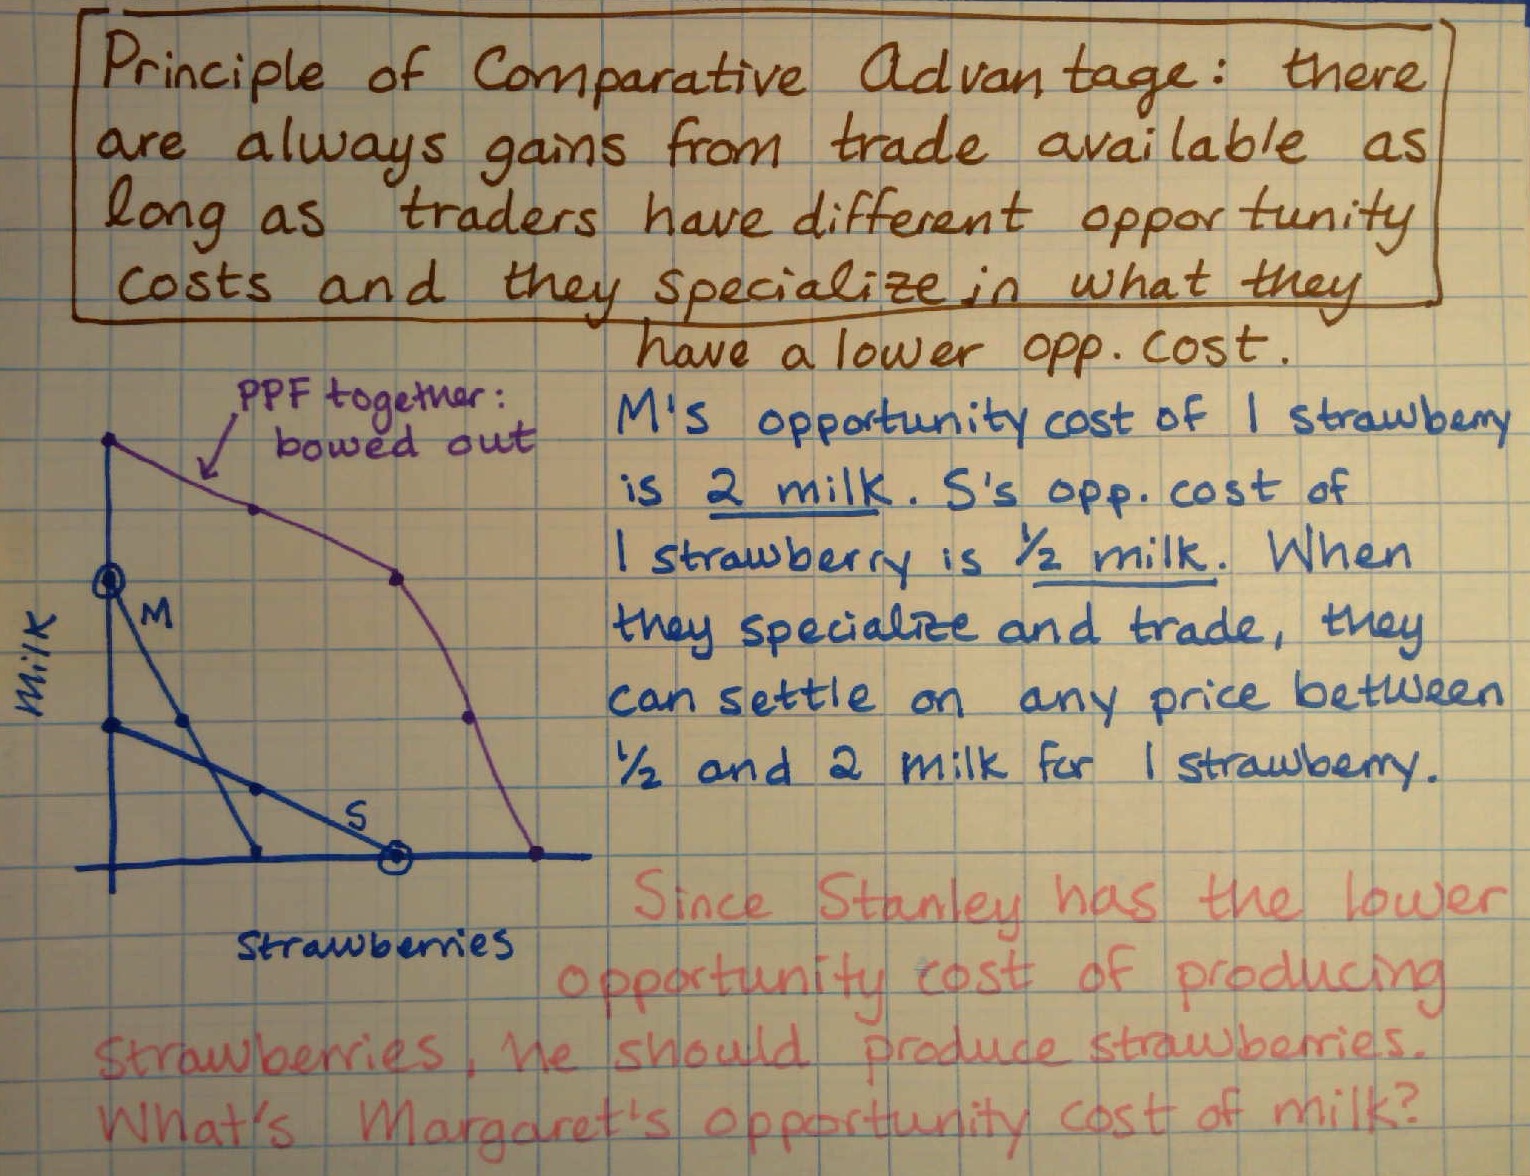 Principle of Comparative Advantage: there
are always gains from trade available as
long as traders have different opportunity
costs and they specialize in what they
have a lower opp. cost.
PPF together:
bowed out
M
S
Milk
Strawberries
M's opportunity cost of 1 strawberry
is 2 milk. S's opp. cost of
1 strawberry is 1/2 milk. When
they specialize and trade, they
can settle on any price between
1/2 and 2 milk for 1 strawberry.
Since Stanley has the lower
opportunity cost of producing
strawberries, he should produce strawberries.
What's Margaret's opportunity cost of milk?